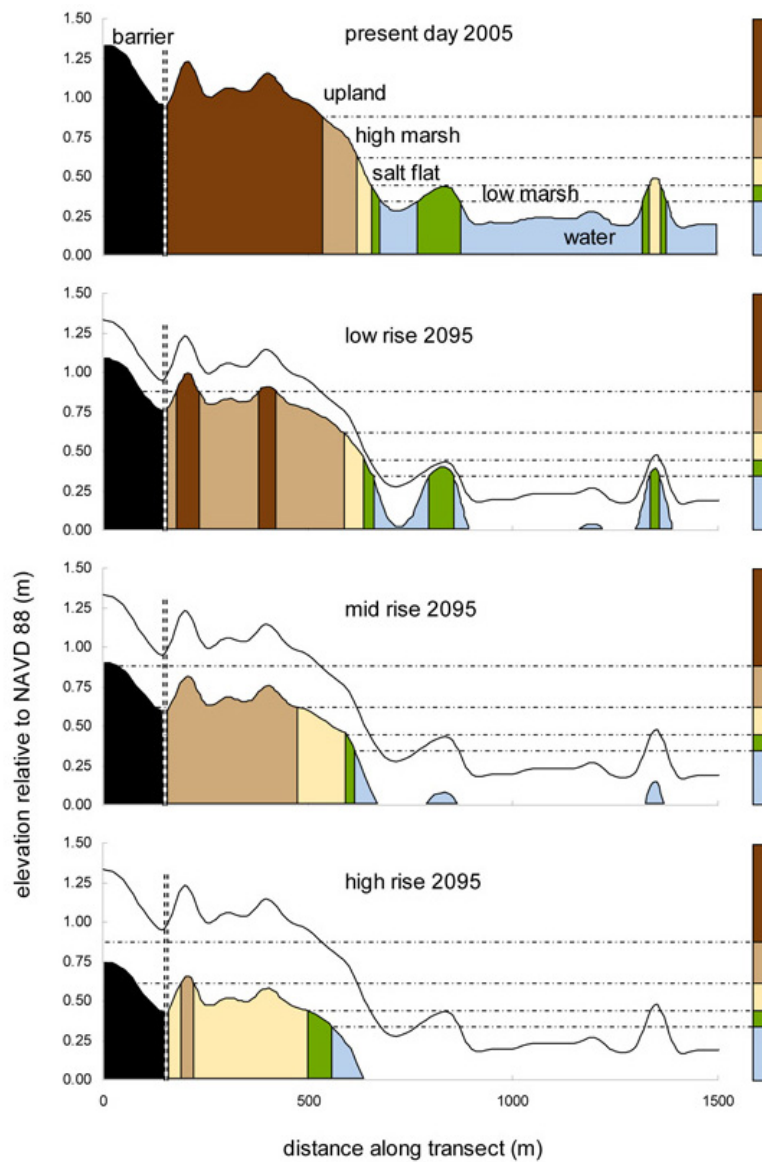 1.50
barrier
present day 2005
1.25
1.00
upland
0.75
high marsh
0.50
salt flat
low marsh
0.25
water
0.00
1.50
low rise 2095
1.25
1.00
0.75
0.50
0.25
0.00
1.50
mid rise 2095
1.25
1.00
0.75
0.50
0.25
0.00
1.50
high rise 2095
1.25
1.00
0.75
0.50
0.25
0.00
elevation relative to NAVD 88 (m)
0 500 1000 1500
distance along transect (m)